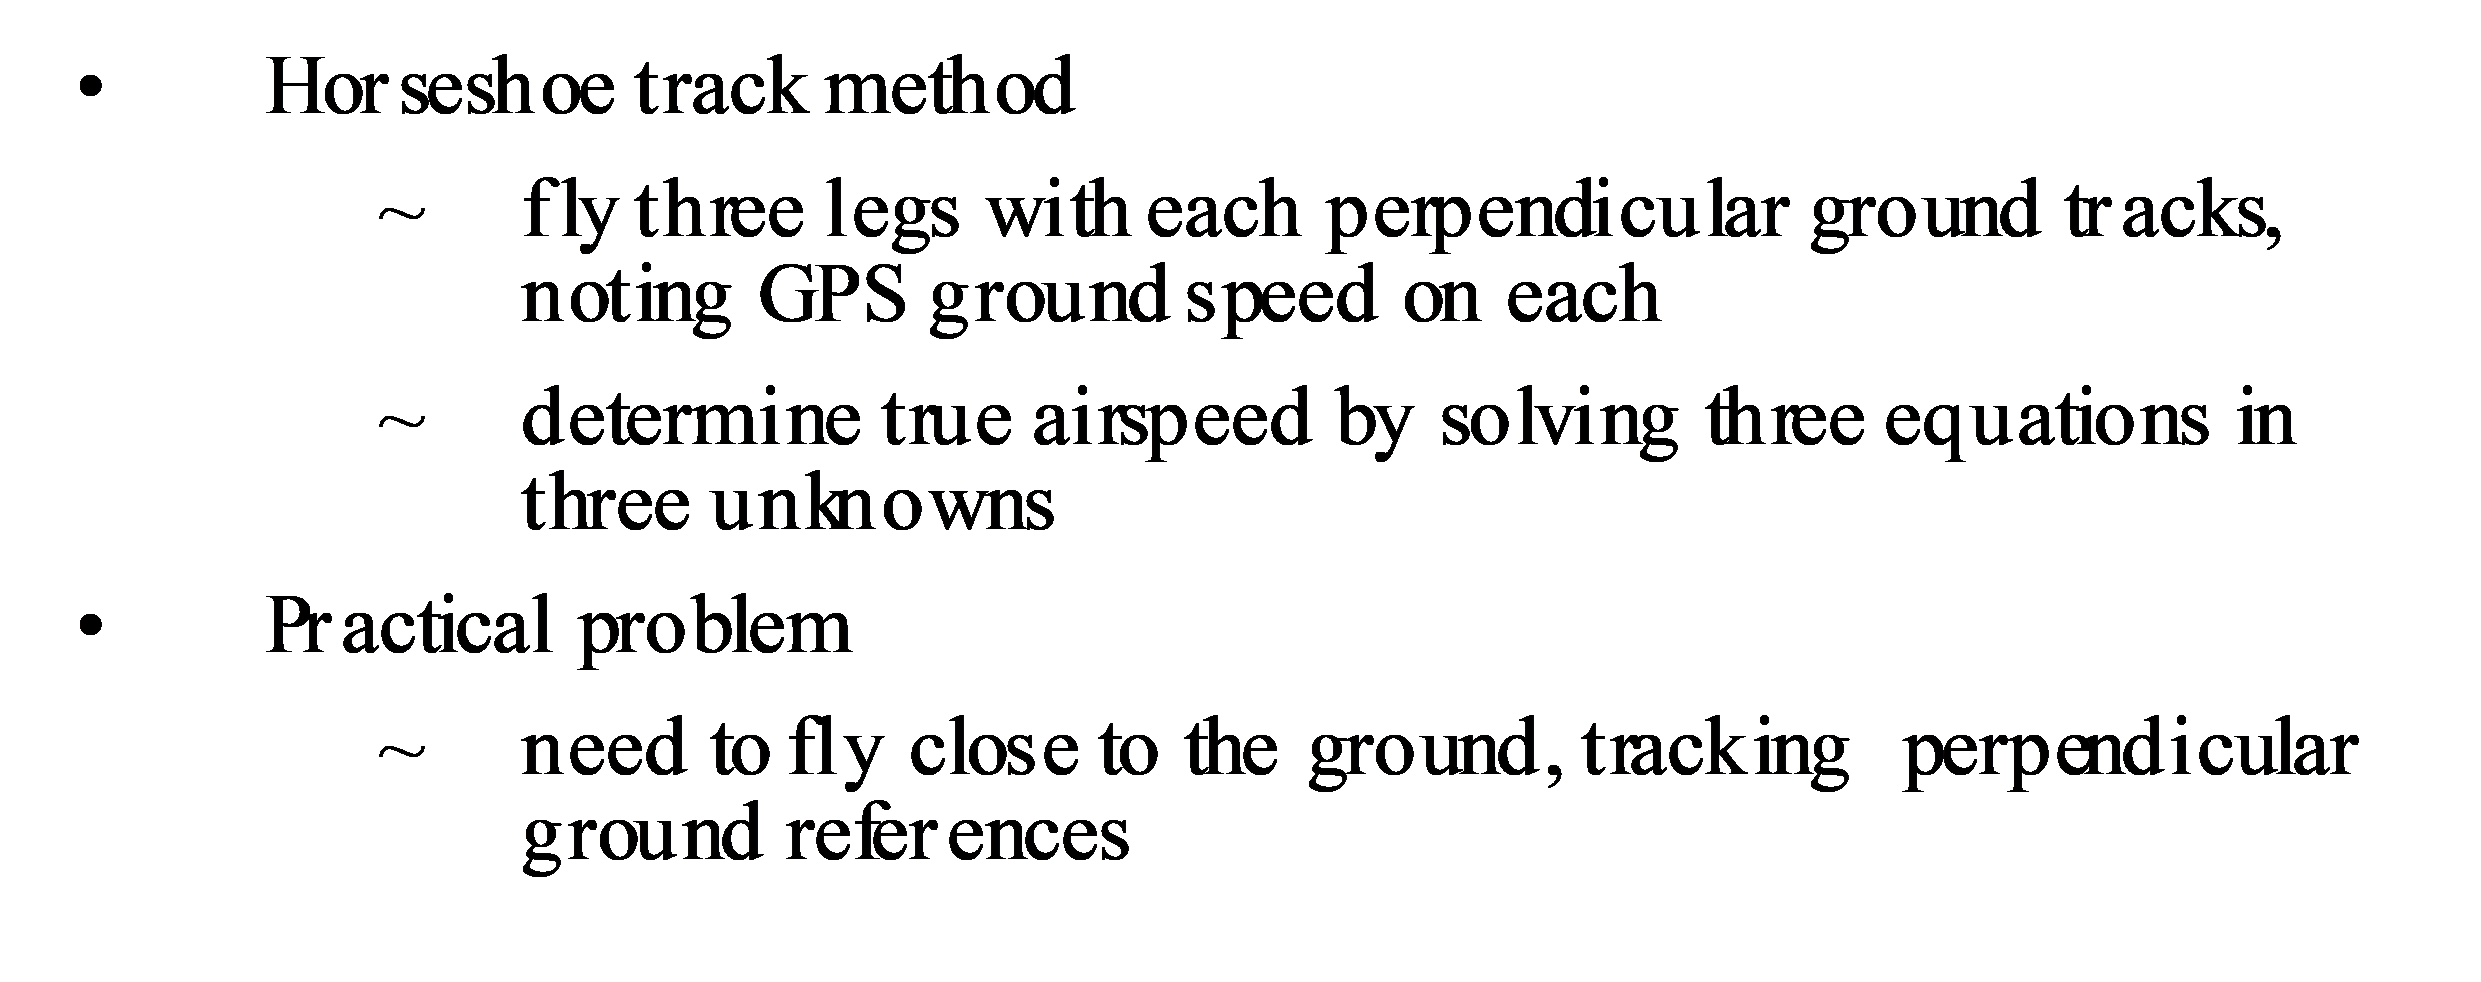 • Horseshoe track method
~ fly three legs with each perpendicular ground tracks,
noting GPS ground speed on each
~ determine true airspeed by solving three equations in
three unknowns
• Practical problem
~ need to fly close to the ground, tracking perpendicular
ground references